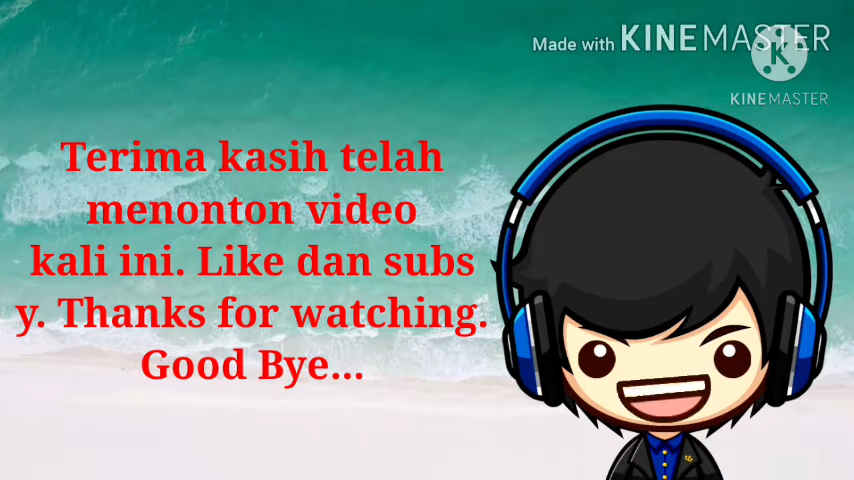 Made with KINEMASTER
K
KINEMASTER
Terima kasih telah
menonton video
kali ini. Like dan subs
y. Thanks for watching.
Good Bye...